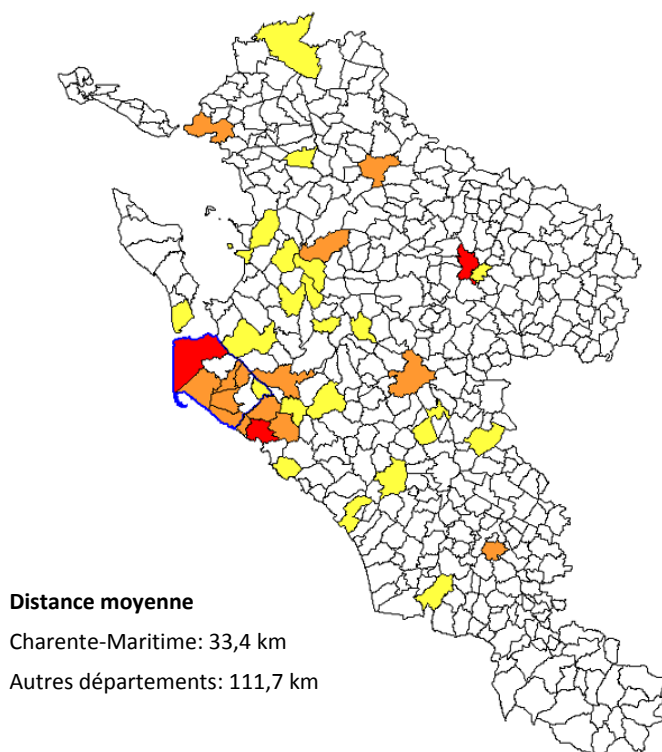 Distance moyenne
Charente-Maritime: 33,4 km
Autres départements: 111,7 km